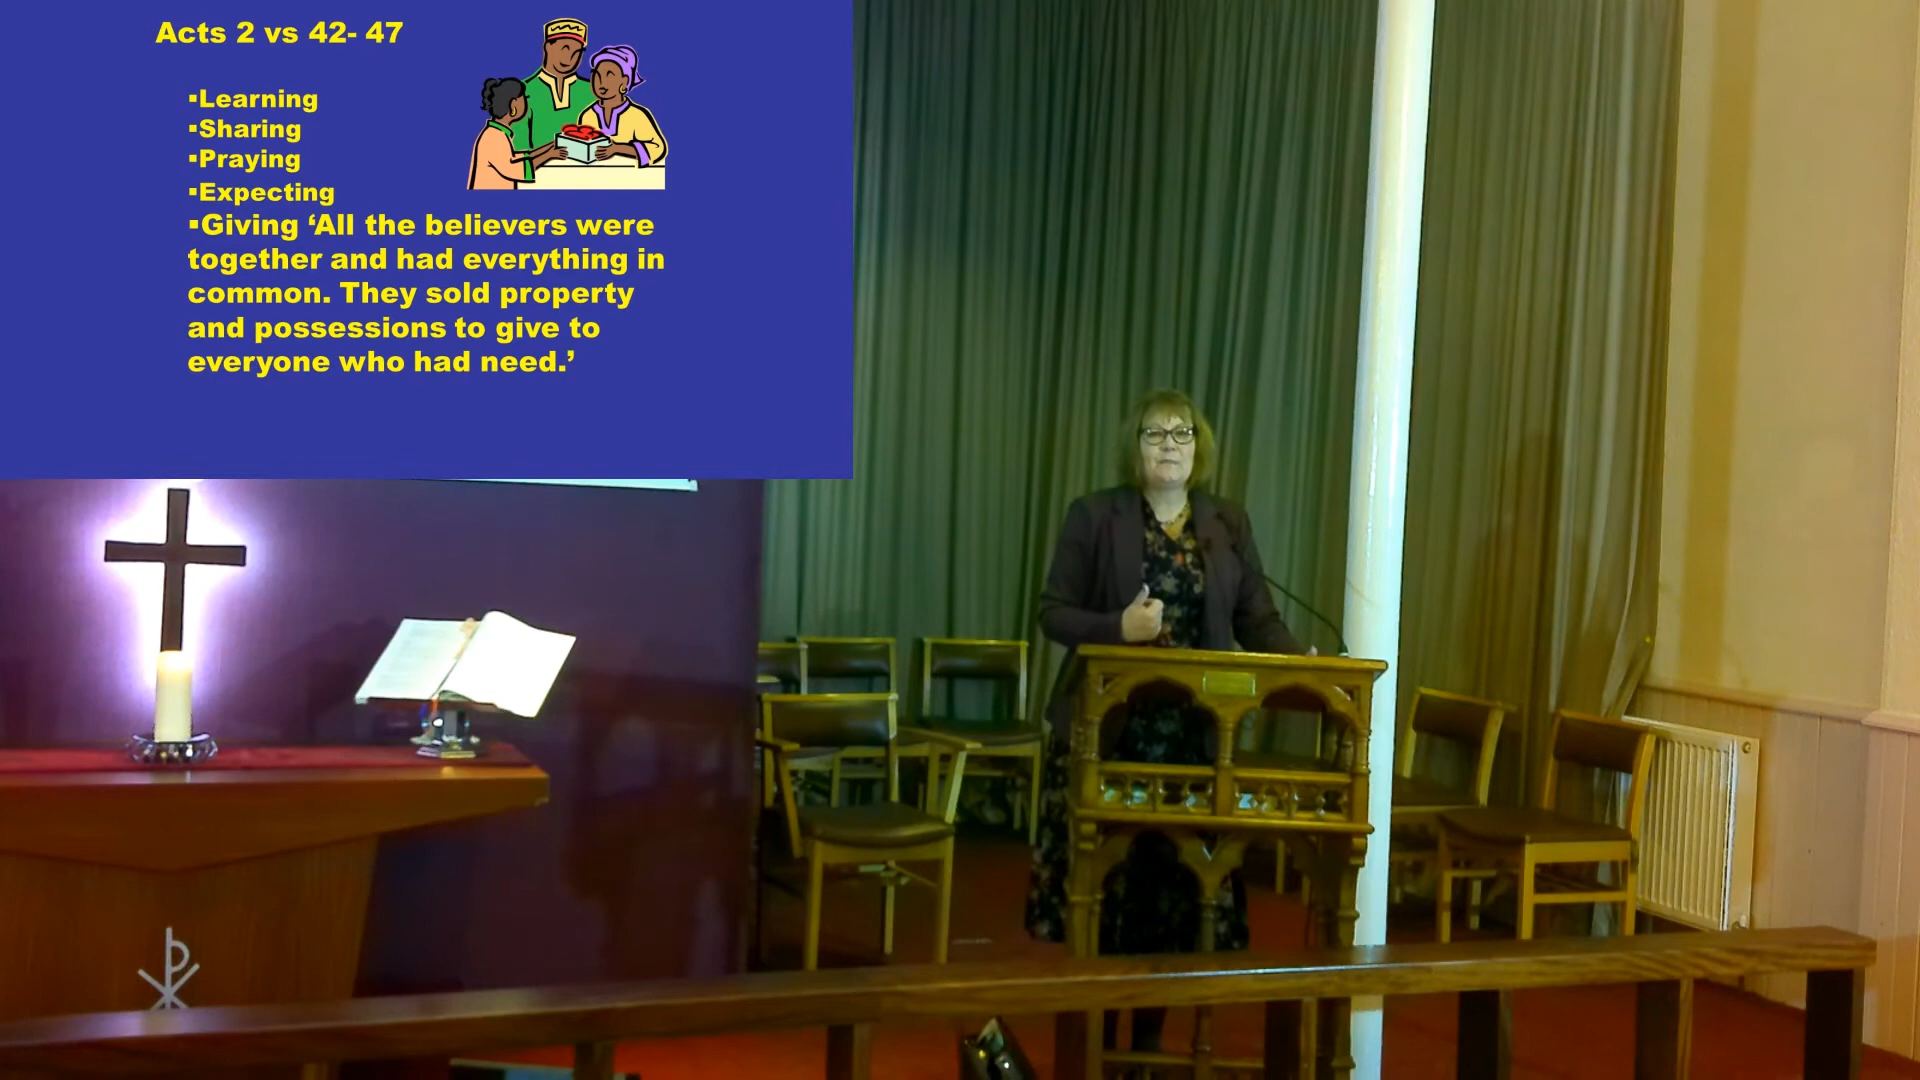 Acts 2 vs 42- 47
▪Learning
▪Sharing
▪Praying
▪Expecting
▪Giving ‘All the believers were
together and had everything in
common. They sold property
and possessions to give to
everyone who had need.’